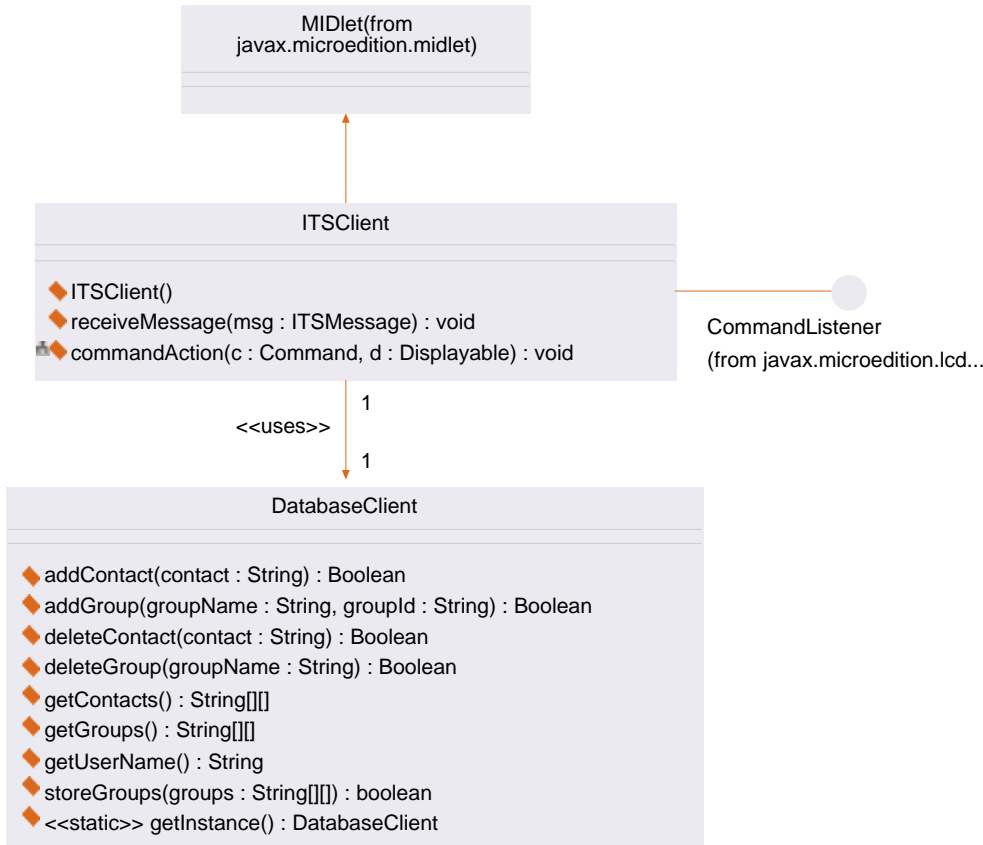 MIDlet(from
javax.microedition.midlet)
ITSClient
ITSClient()
receiveMessage(msg : ITSMessage) : void
commandAction(c : Command, d : Displayable) : void
CommandListener
(from javax.microedition.lcd...
1
<<uses>>
1
DatabaseClient
addContact(contact : String) : Boolean
addGroup(groupName : String, groupId : String) : Boolean
deleteContact(contact : String) : Boolean
deleteGroup(groupName : String) : Boolean
getContacts() : String[][]
getGroups() : String[][]
getUserName() : String
storeGroups(groups : String[][]) : boolean
<<static>> getInstance() : DatabaseClient